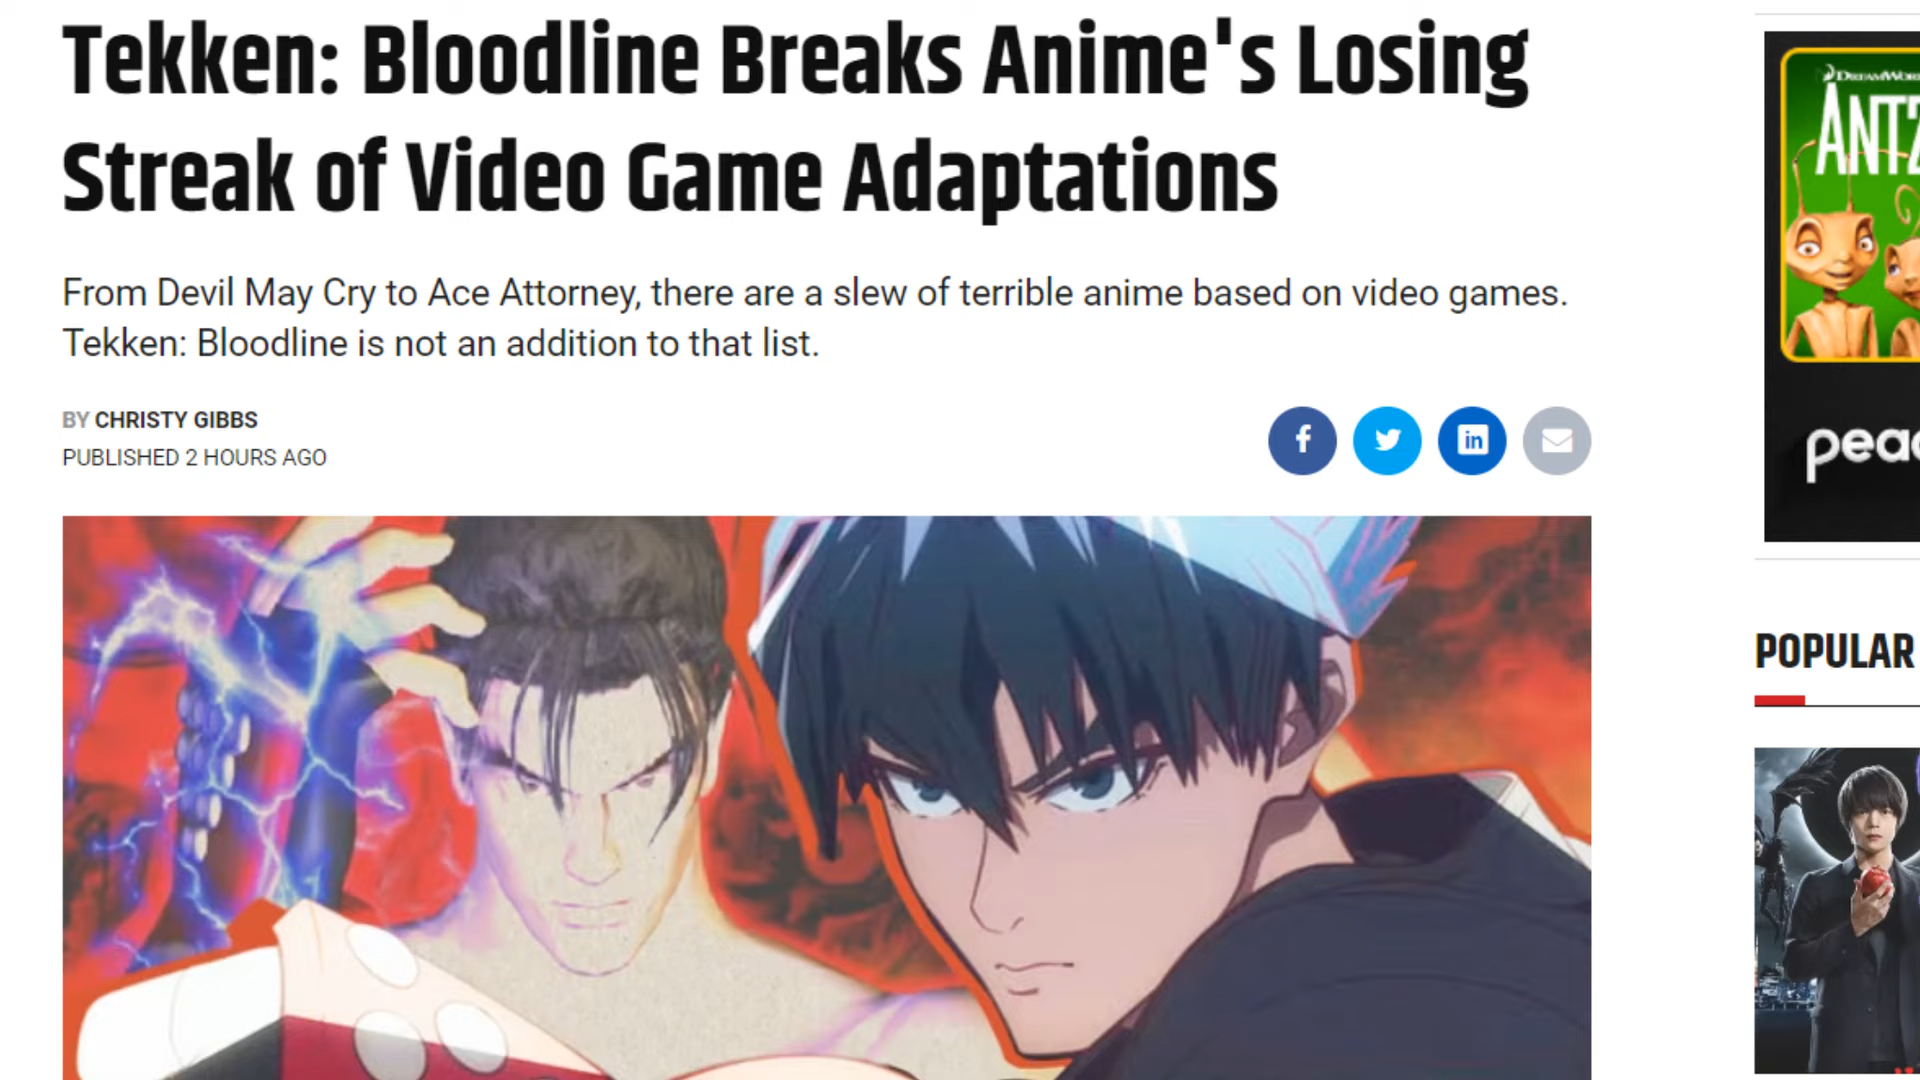 Tekken: Bloodline Breaks Anime's Losing
Streak of Video Game Adaptations
From Devil May Cry to Ace Attorney, there are a slew of terrible anime based on video games.
Tekken: Bloodline is not an addition to that list.
BY CHRISTY GIBBS
PUBLISHED 2 HOURS AGO
f
in
ANT
POPULAR